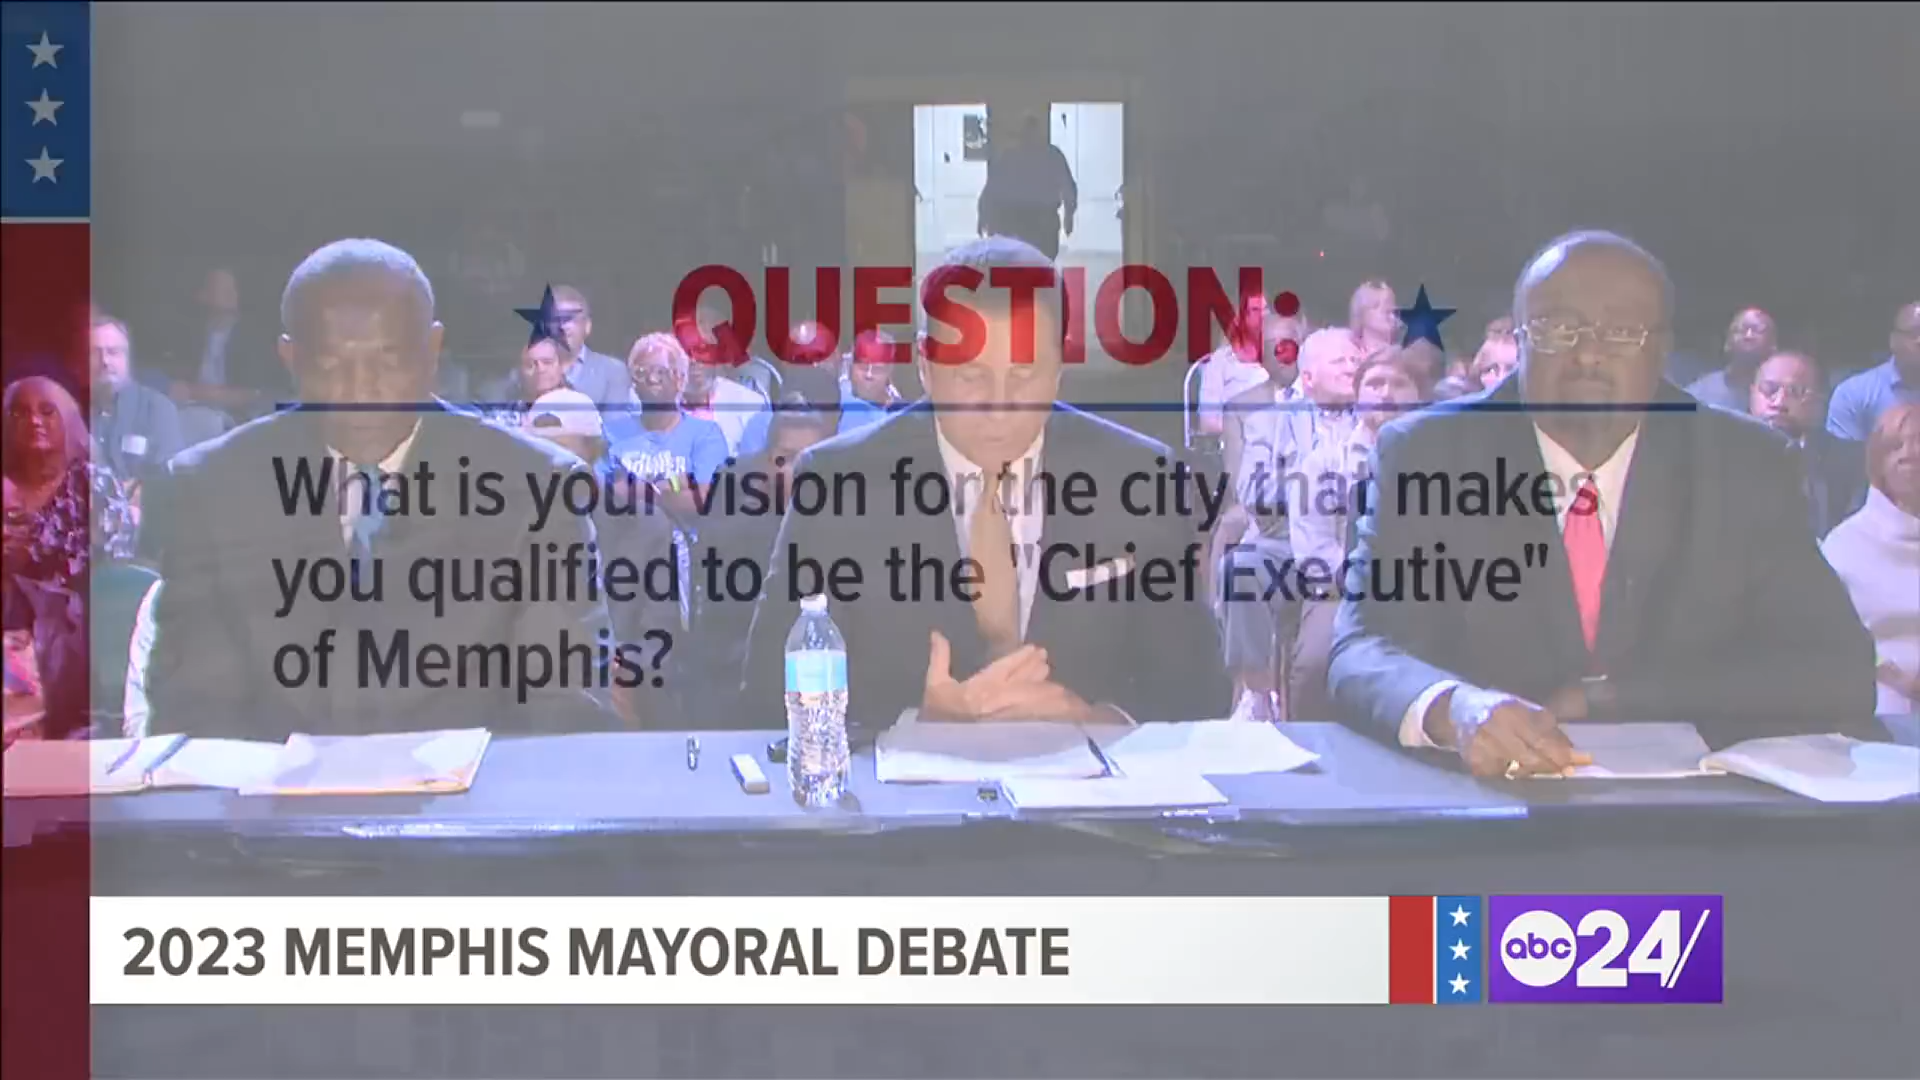 QUESTION:
What is your vision for the city that makes
you qualified to be the "Chief Executive"
of Memphis?
2023 MEMPHIS MAYORAL DEBATE
abc24/